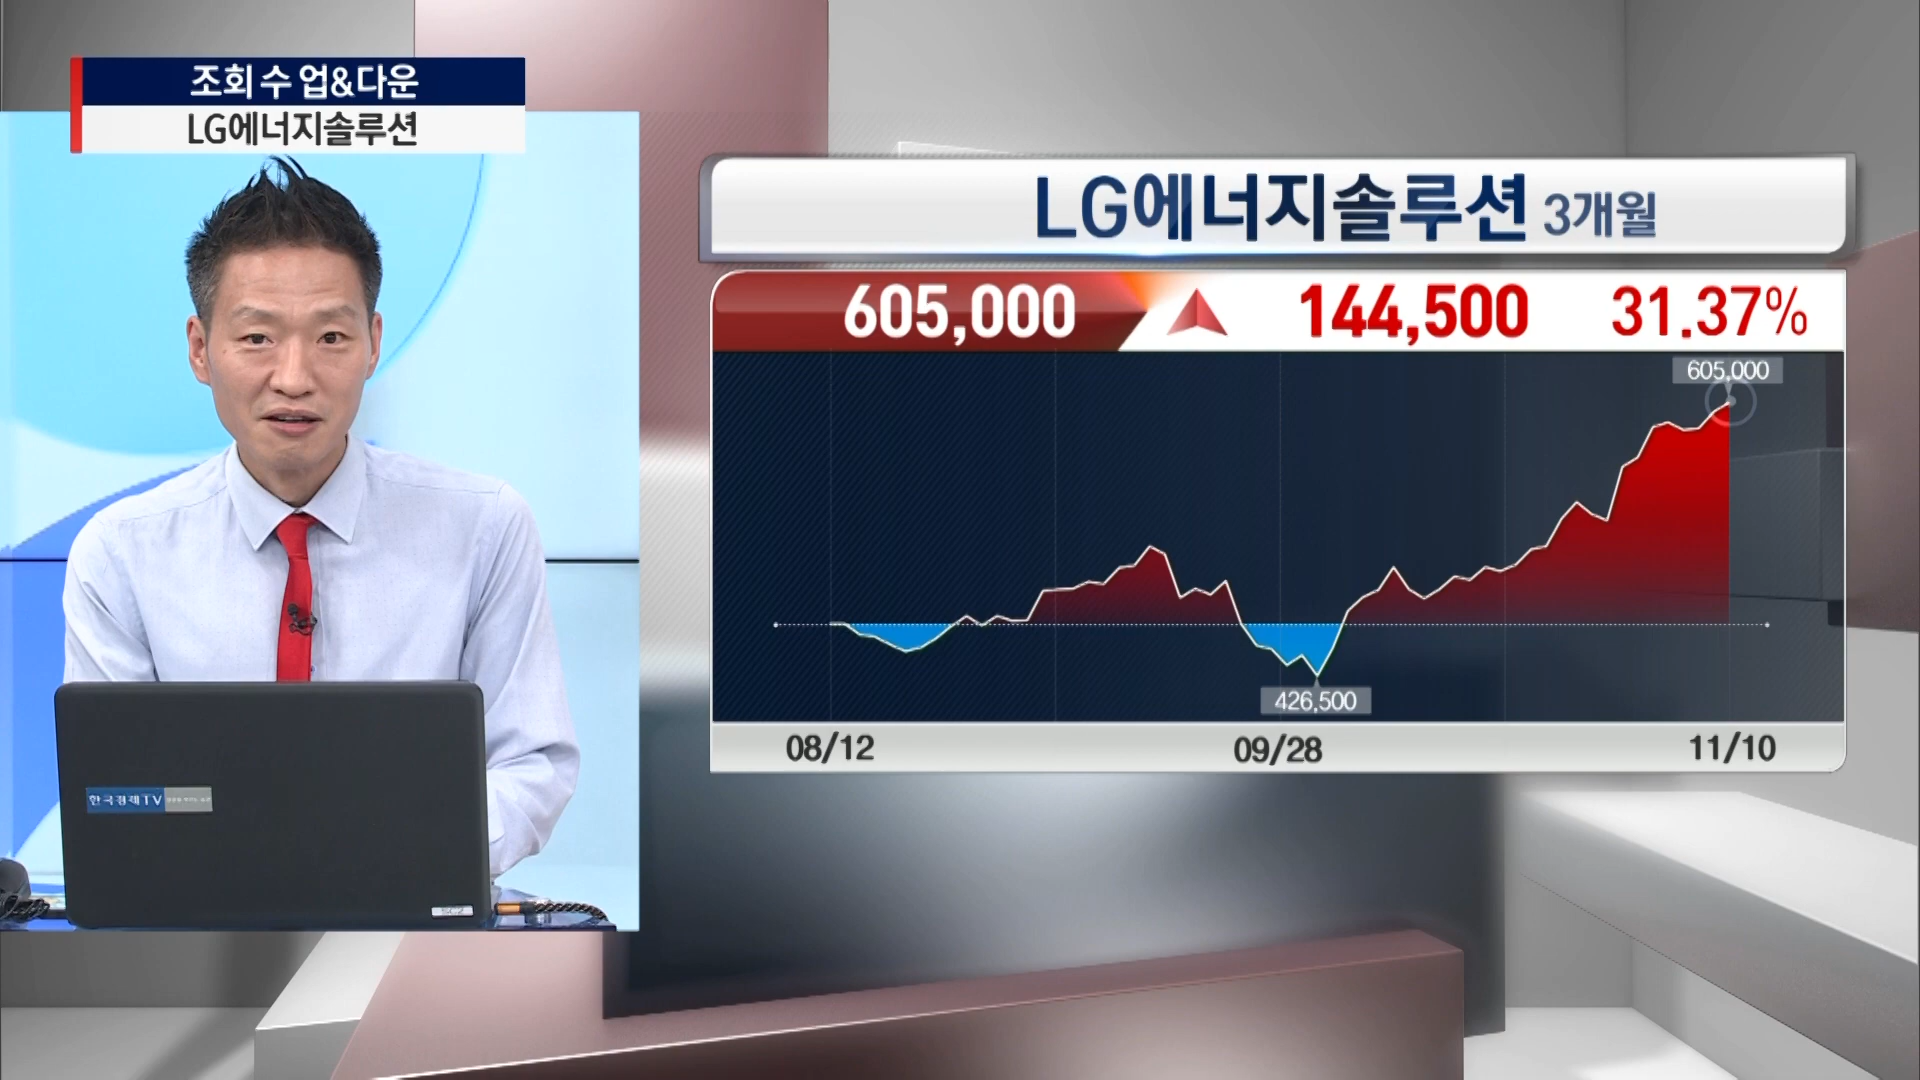 조회 수 업&다운
LG에너지솔루션
LG에너지솔루션 3개월
605,000 144,500 31.37%
605,000
426,500
08/12 09/28 11/10
한국경제TV